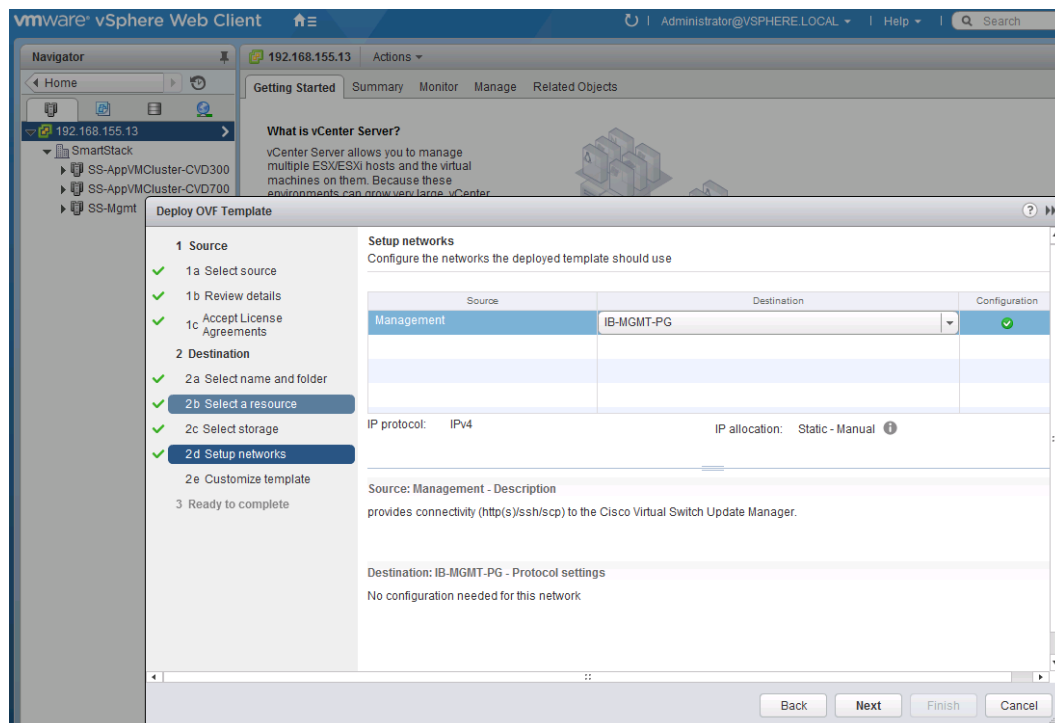 vmware® vSphere Web Client
Administrator@VSPHERE.LOCAL | Help | Search
Navigator
Home
192.168.155.13
SmartStack
SS-AppVMCluster-CVD300
SS-AppVMCluster-CVD700
SS-Mgmt
192.168.155.13 Actions
Getting Started Summary Monitor Manage Related Objects
What is vCenter Server?
vCenter Server allows you to manage
multiple ESX/ESXi hosts and the virtual
machines on them. Because these
environments can grow very large, vCenter
Deploy OVF Template
1 Source
1a Select source
1b Review details
1c Accept License
Agreements
2 Destination
2a Select name and folder
2b Select a resource
2c Select storage
2d Setup networks
2e Customize template
3 Ready to complete
Setup networks
Configure the networks the deployed template should use
Source Destination Configuration
Management IB-MGMT-PG
IP protocol: IPv4 IP allocation: Static - Manual
Source: Management - Description
provides connectivity (http(s)/ssh/scp) to the Cisco Virtual Switch Update Manager.
Destination: IB-MGMT-PG - Protocol settings
No configuration needed for this network
Back Next Finish Cancel